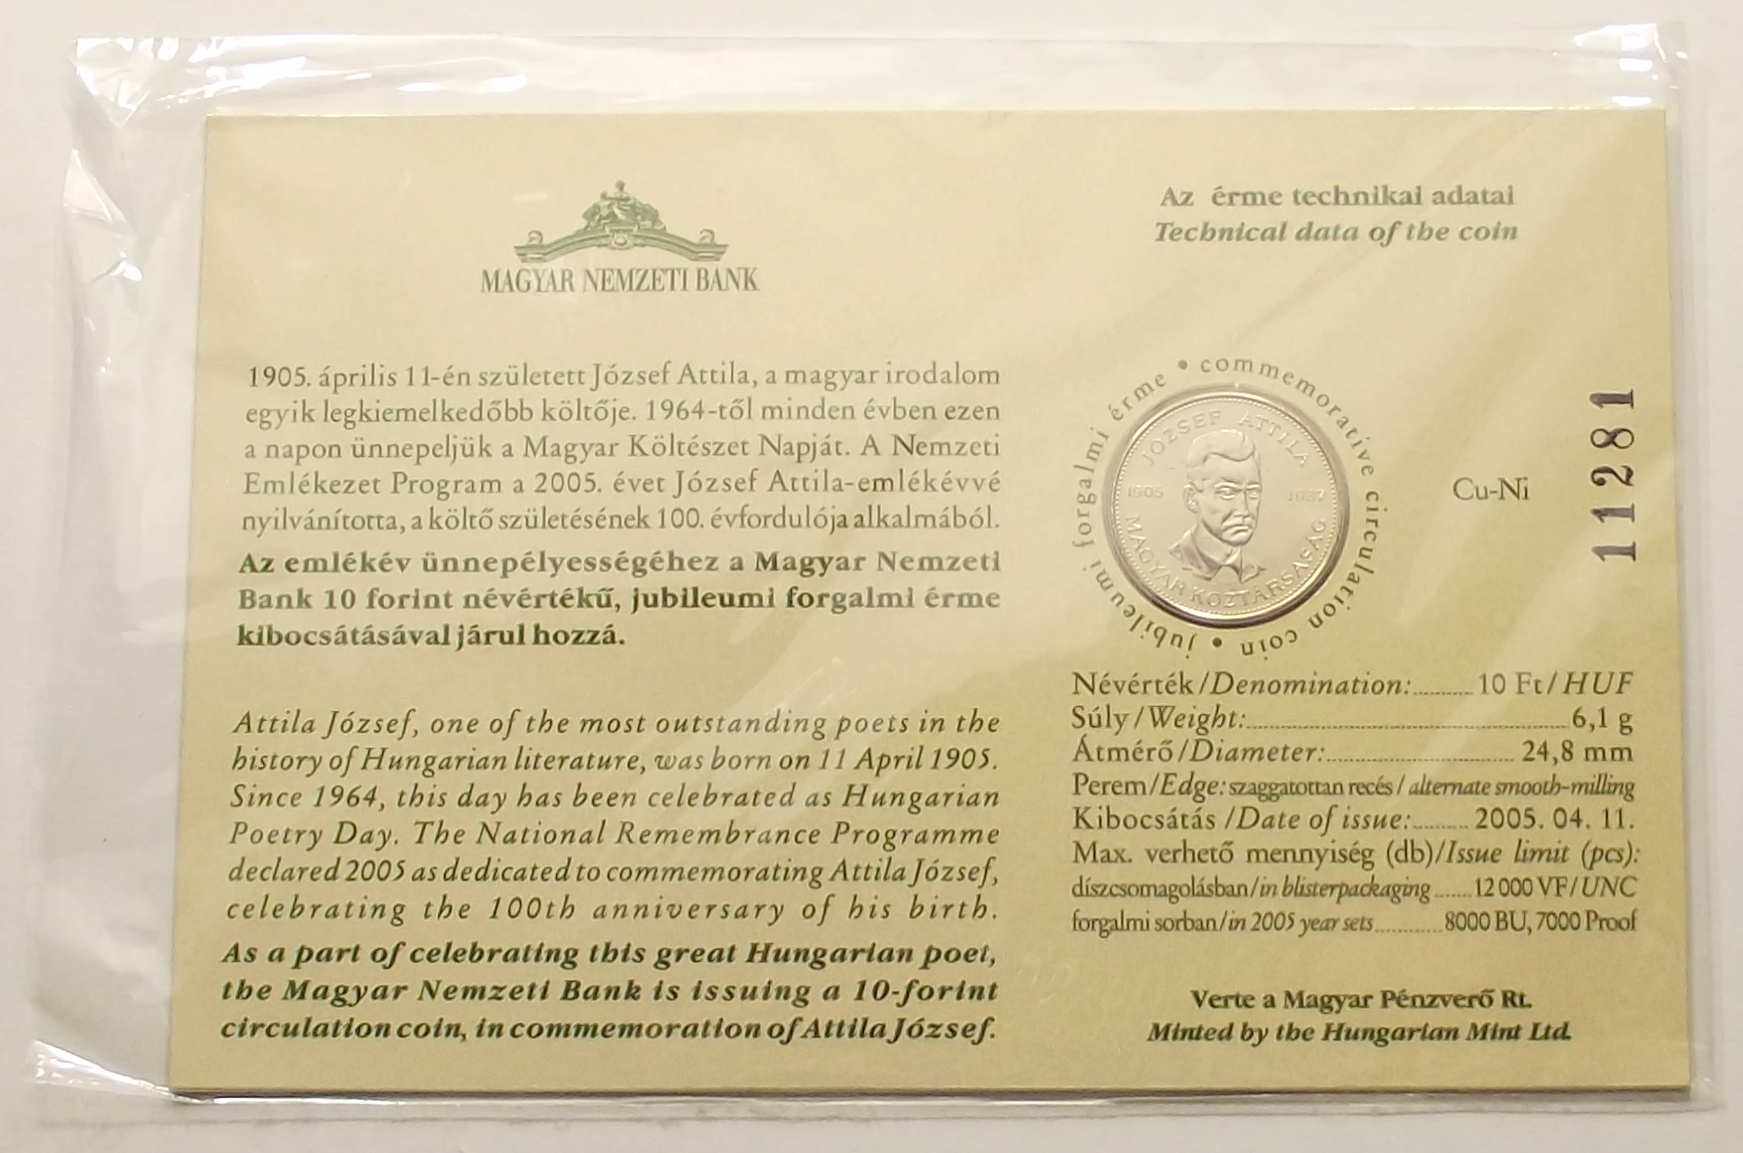 MAGYAR NEMZETI BANK
1905. április 11-én született József Attila, a magyar irodalom
egyik legkiemelkedőbb költője. 1964-től minden évben ezen
a napon ünnepeljük a Magyar Költészet Napját. A Nemzeti
Emlékezet Program a 2005. évet József Attila-emlékévvé
nyilvánította, a költő születésének 100. évfordulója alkalmából.
Az emlékév ünnepélyességéhez a Magyar Nemzeti
Bank 10 forint névértékű, jubileumi forgalmi érme
kibocsátásával járul hozzá.
Attila József, one of the most outstanding poets in the
history of Hungarian literature, was born on 11 April 1905.
Since 1964, this day has been celebrated as Hungarian
Poetry Day. The National Remembrance Programme
declared 2005 as dedicated to commemorating Attila József,
celebrating the 100th anniversary of his birth.
As a part of celebrating this great Hungarian poet,
the Magyar Nemzeti Bank is issuing a 10-forint
circulation coin, in commemoration of Attila József.
Az érme technikai adatai
Technical data of the coin
jubileumi forgalmi érme • commemorative circulation coin •
JÓZSEF ATTILA
1905 1937
MAGYAR KÖZTÁRSASÁG
Cu-Ni
11281
Névérték/Denomination:..........10 Ft/HUF
Súly/Weight:..........6,1 g
Átmérő/Diameter:..........24,8 mm
Perem/Edge: szaggatottan recés / alternate smooth-milling
Kibocsátás /Date of issue:.......... 2005. 04. 11.
Max. verhető mennyiség (db)/Issue limit (pcs):
díszcsomagolásban/in blisterpackaging ......12 000 VF/UNC
forgalmi sorban/in 2005 year sets..........8000 BU, 7000 Proof
Verte a Magyar Pénzverő Rt.
Minted by the Hungarian Mint Ltd.